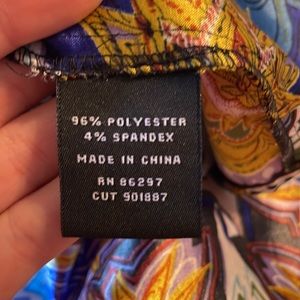 96% POLYESTER
4% SPANDEX
MADE IN CHINA
RN 86297
CUT 901887